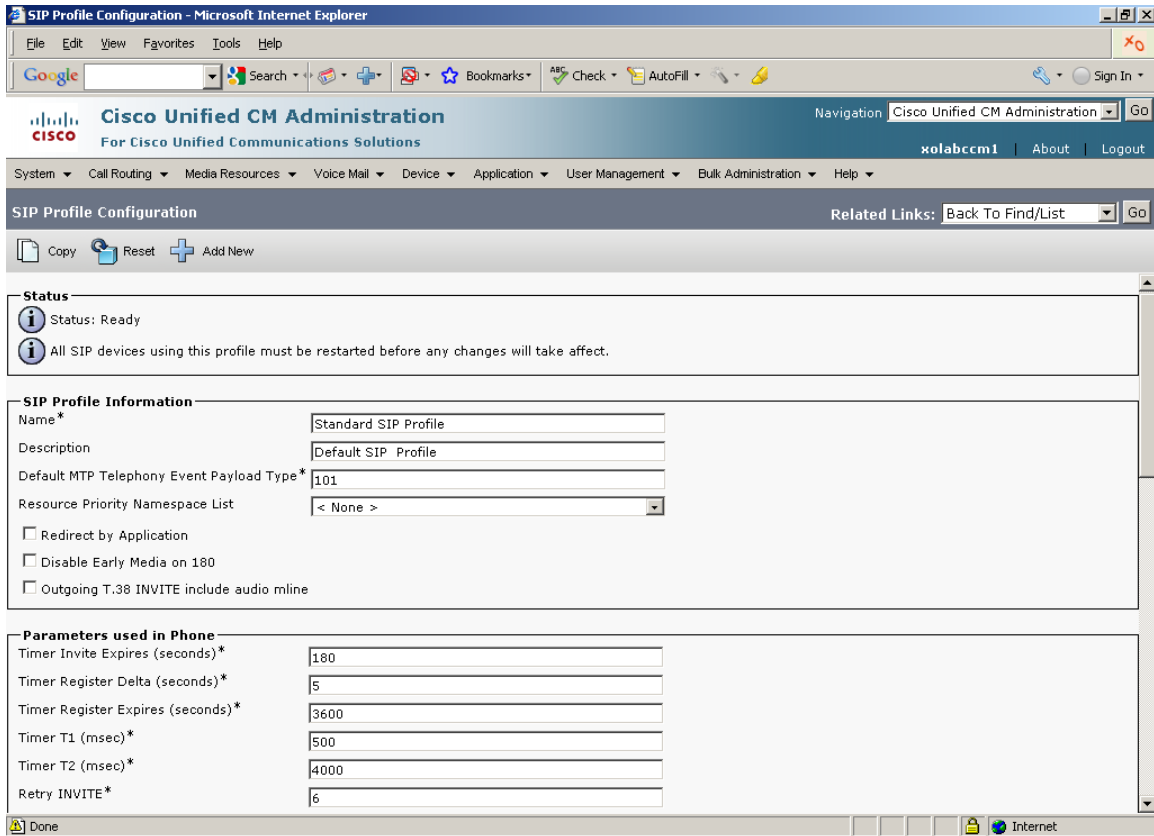 SIP Profile Configuration - Microsoft Internet Explorer
File Edit View Favorites Tools Help
Google Search Bookmarks ABC Check AutoFill Sign In
CISCO
Cisco Unified CM Administration
For Cisco Unified Communications Solutions
Navigation Cisco Unified CM Administration Go
xolabccm1 | About | Logout
System Call Routing Media Resources Voice Mail Device Application User Management Bulk Administration Help
SIP Profile Configuration
Related Links: Back To Find/List Go
Copy Reset Add New
Status
i Status: Ready
i All SIP devices using this profile must be restarted before any changes will take affect.
SIP Profile Information
Name* Standard SIP Profile
Description Default SIP  Profile
Default MTP Telephony Event Payload Type* 101
Resource Priority Namespace List < None >
Redirect by Application
Disable Early Media on 180
Outgoing T.38 INVITE include audio mline
Parameters used in Phone
Timer Invite Expires (seconds)* 180
Timer Register Delta (seconds)* 5
Timer Register Expires (seconds)* 3600
Timer T1 (msec)* 500
Timer T2 (msec)* 4000
Retry INVITE* 6
Done Internet